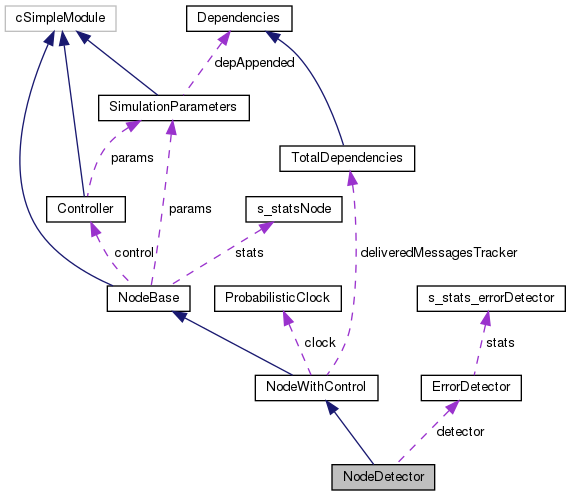 cSimpleModule
Dependencies
depAppended
SimulationParameters
params
TotalDependencies
Controller
params
s_statsNode
control
stats
deliveredMessagesTracker
NodeBase
ProbabilisticClock
s_stats_errorDetector
clock
stats
NodeWithControl
ErrorDetector
detector
NodeDetector